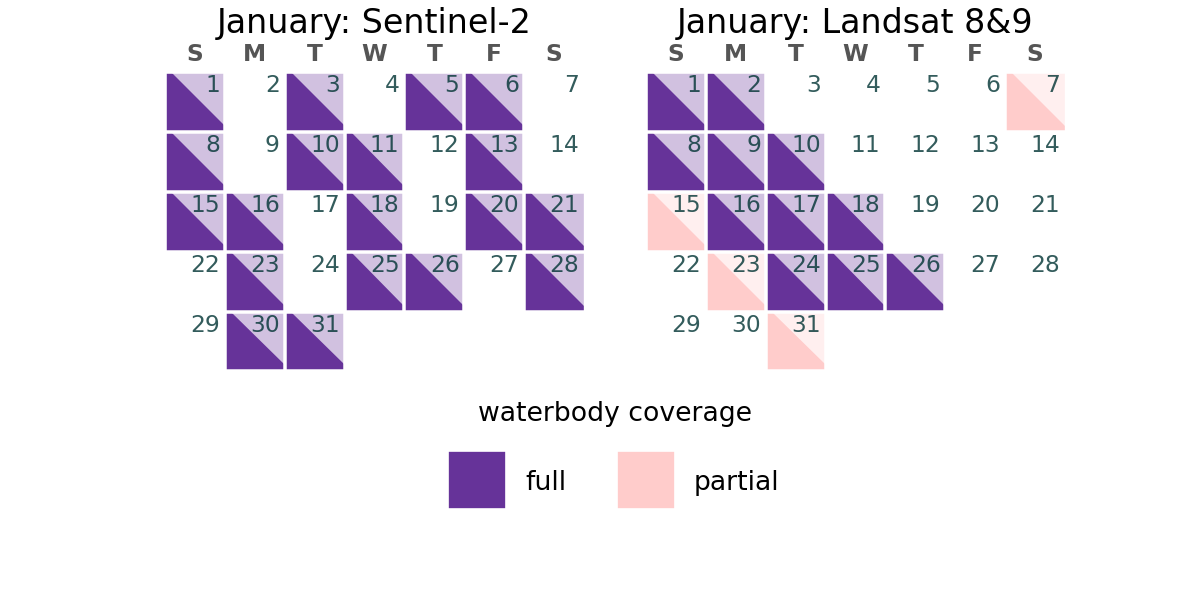 January: Sentinel-2
S M T W T F S
1 2 3 4 5 6 7
8 9 10 11 12 13 14
15 16 17 18 19 20 21
22 23 24 25 26 27 28
29 30 31
January: Landsat 8&9
S M T W T F S
1 2 3 4 5 6 7
8 9 10 11 12 13 14
15 16 17 18 19 20 21
22 23 24 25 26 27 28
29 30 31
waterbody coverage
full partial